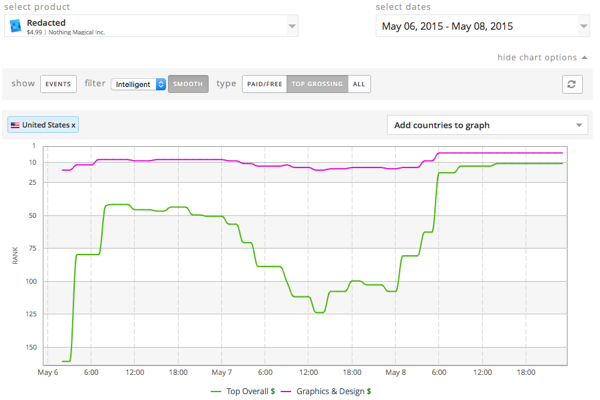 select product
select dates
Redacted
$4.99 | Nothing Magical Inc.
May 06, 2015 - May 08, 2015
hide chart options
show EVENTS filter Intelligent SMOOTH type PAID/FREE TOP GROSSING ALL
United States x
Add countries to graph
1
10
25
50
75
100
125
150
RANK
May 6 6:00 12:00 18:00 May 7 6:00 12:00 18:00 May 8 6:00 12:00 18:00
Top Overall $ Graphics & Design $